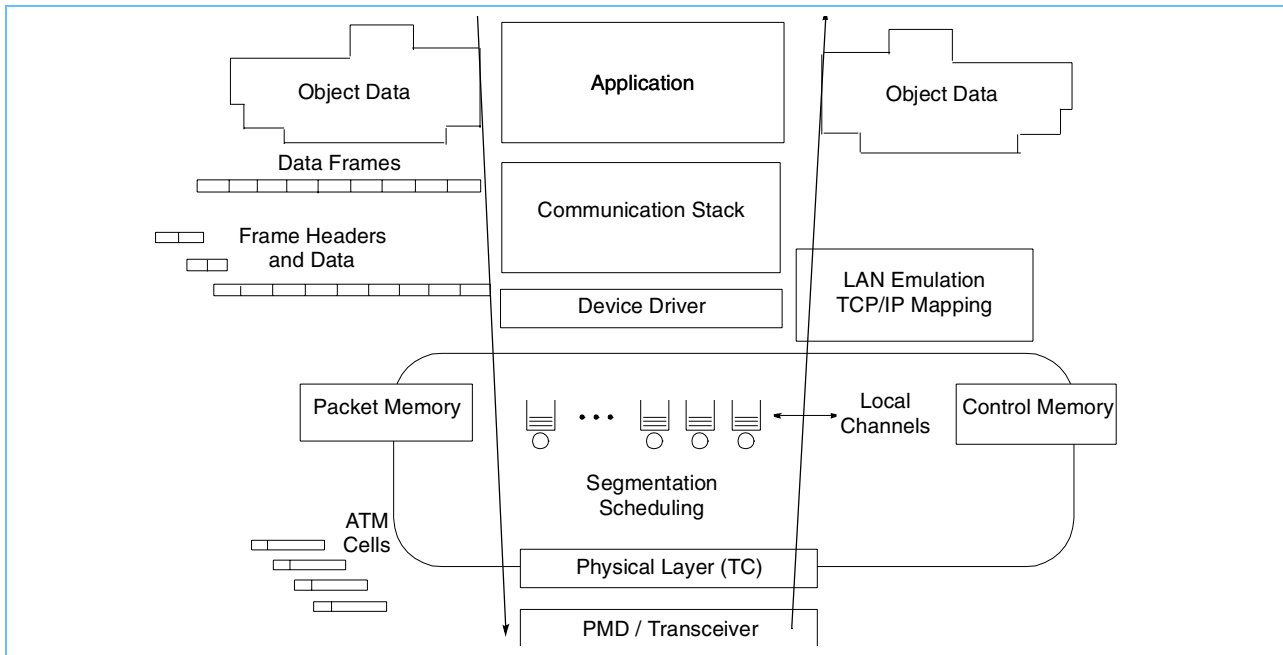 Object Data
Application
Object Data
Data Frames
Communication Stack
Frame Headers
and Data
LAN Emulation
TCP/IP Mapping
Device Driver
Packet Memory
Local
Channels
Control Memory
Segmentation
Scheduling
ATM
Cells
Physical Layer (TC)
PMD / Transceiver